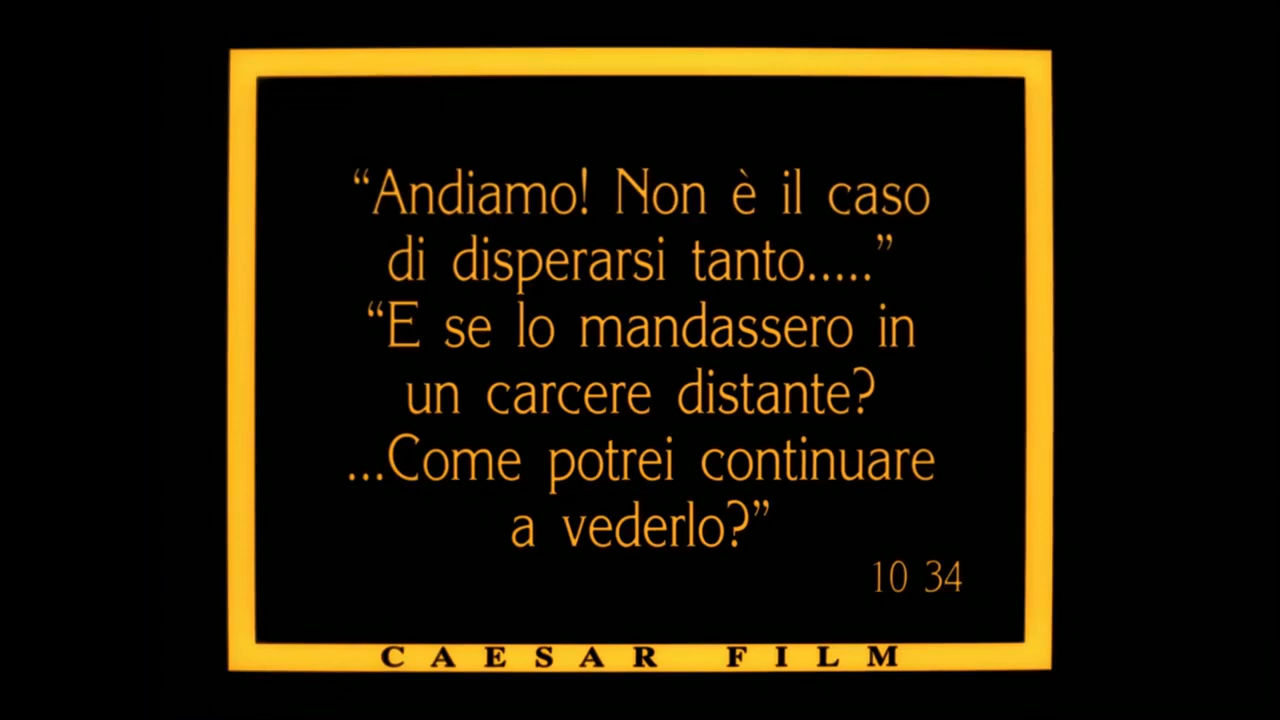 “Andiamo! Non è il caso
di disperarsi tanto.....”
“E se lo mandassero in
un carcere distante?
...Come potrei continuare
a vederlo?”
10 34
CAESAR FILM